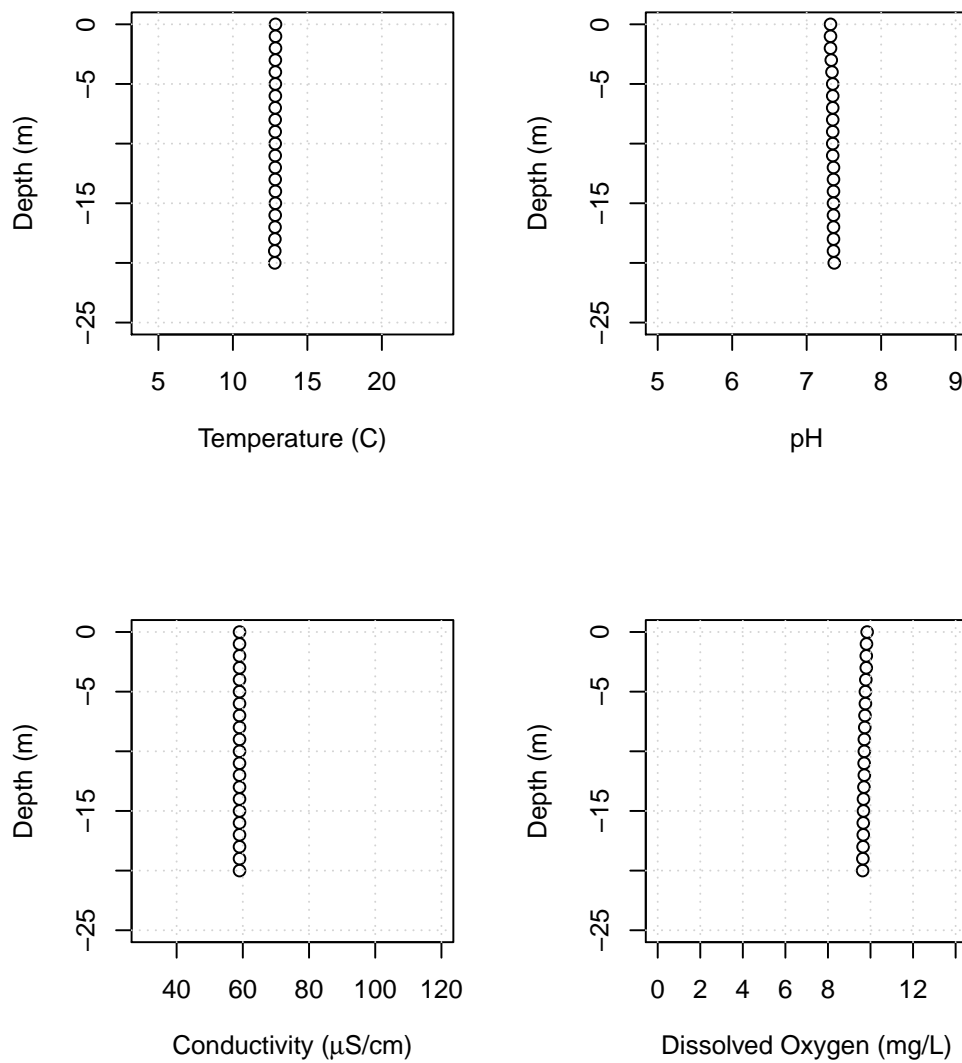 0
−5
−15
−25
Depth (m)
5 10 15 20
Temperature (C)
0
−5
−15
−25
Depth (m)
5 6 7 8 9
pH
0
−5
−15
−25
Depth (m)
40 60 80 100 120
Conductivity (μS/cm)
0
−5
−15
−25
Depth (m)
0 2 4 6 8 12
Dissolved Oxygen (mg/L)